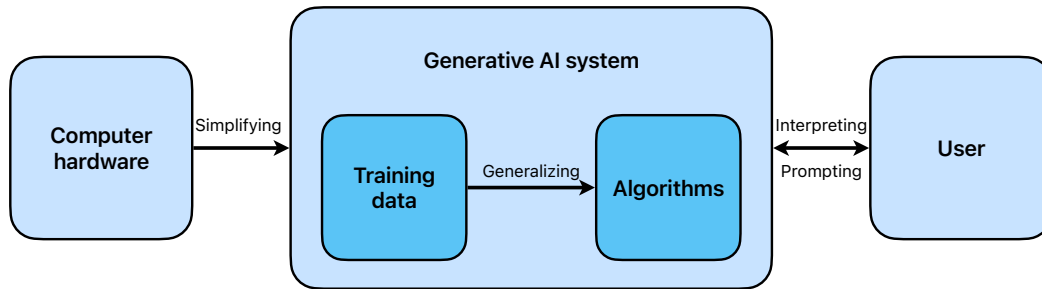 Generative AI system
Computer
hardware
Simplifying
Training
data
Generalizing
Algorithms
Interpreting
Prompting
User